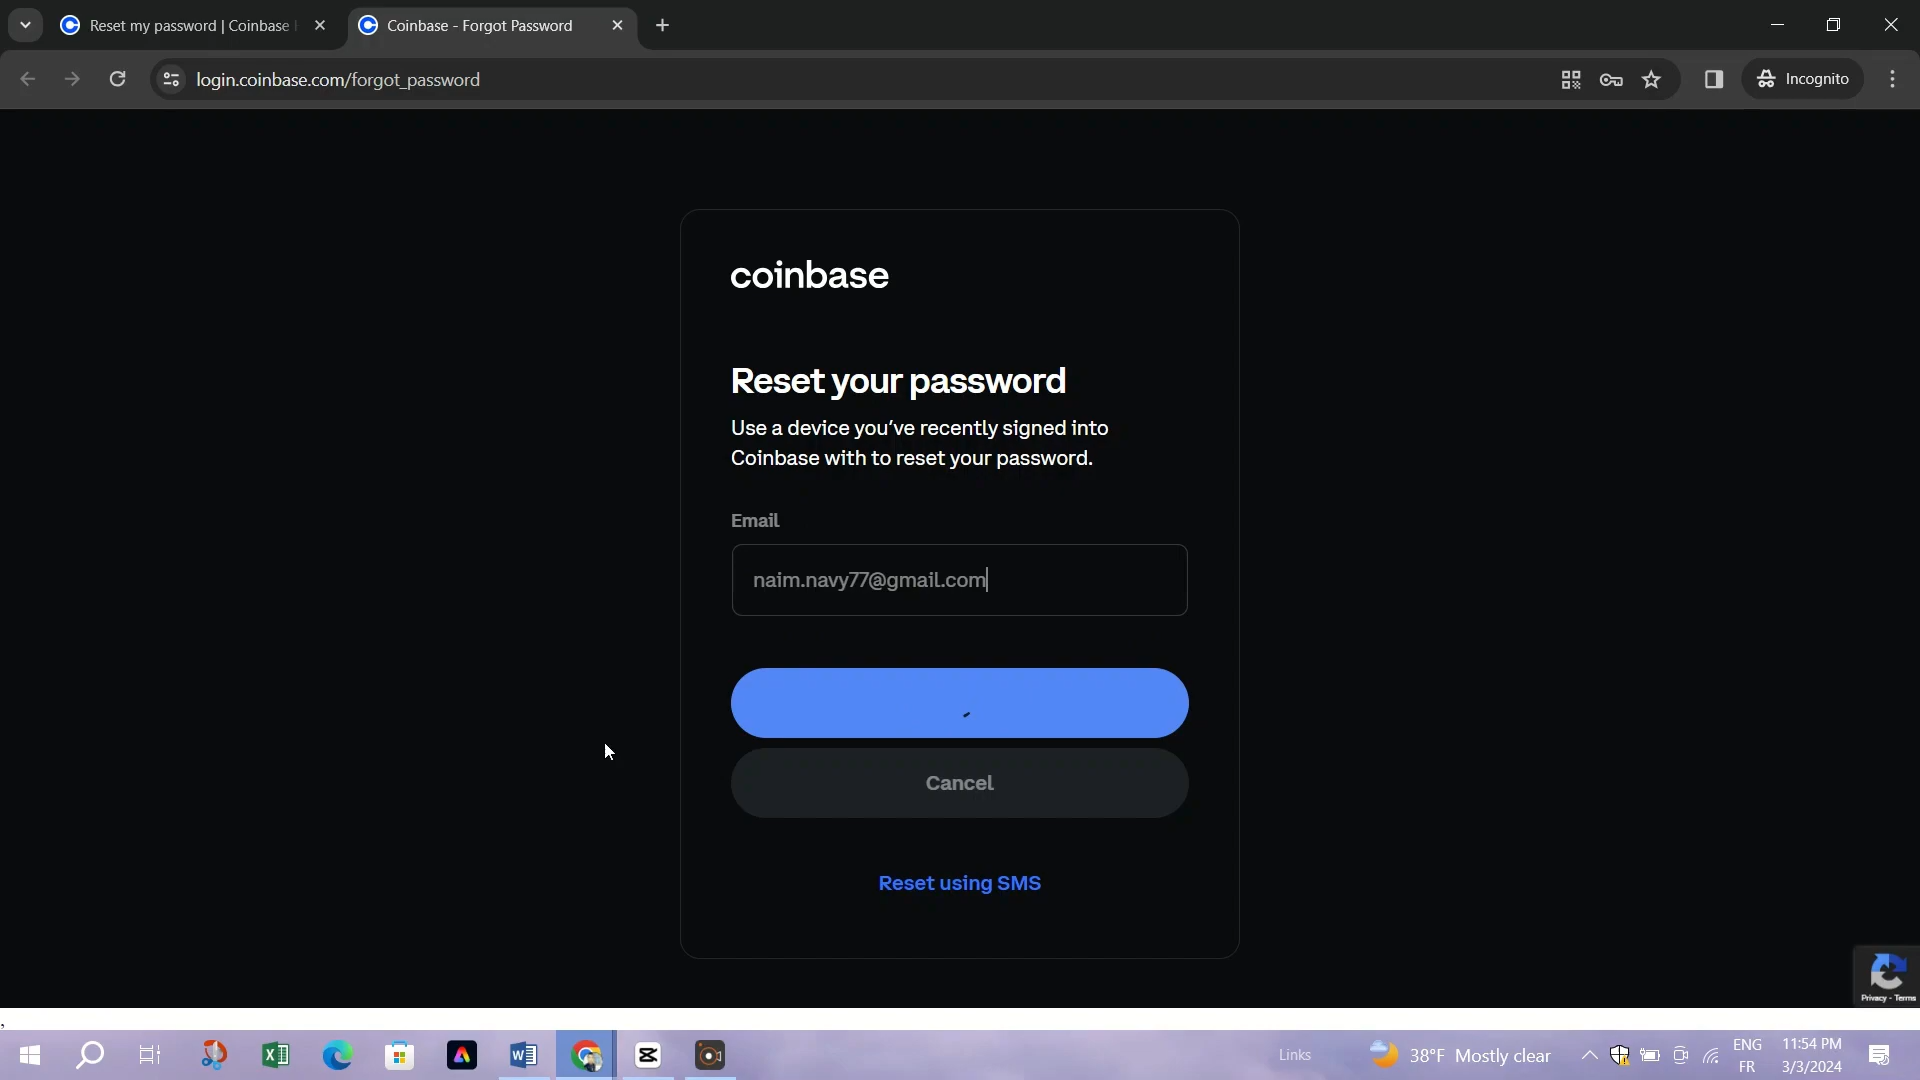 Reset my password | Coinbase
Coinbase - Forgot Password
login.coinbase.com/forgot_password
Incognito
coinbase
Reset your password
Use a device you've recently signed into
Coinbase with to reset your password.
Email
naim.navy77@gmail.com
Cancel
Reset using SMS
Privacy - Terms
,
Links
38°F Mostly clear
ENG
FR
11:54 PM
3/3/2024